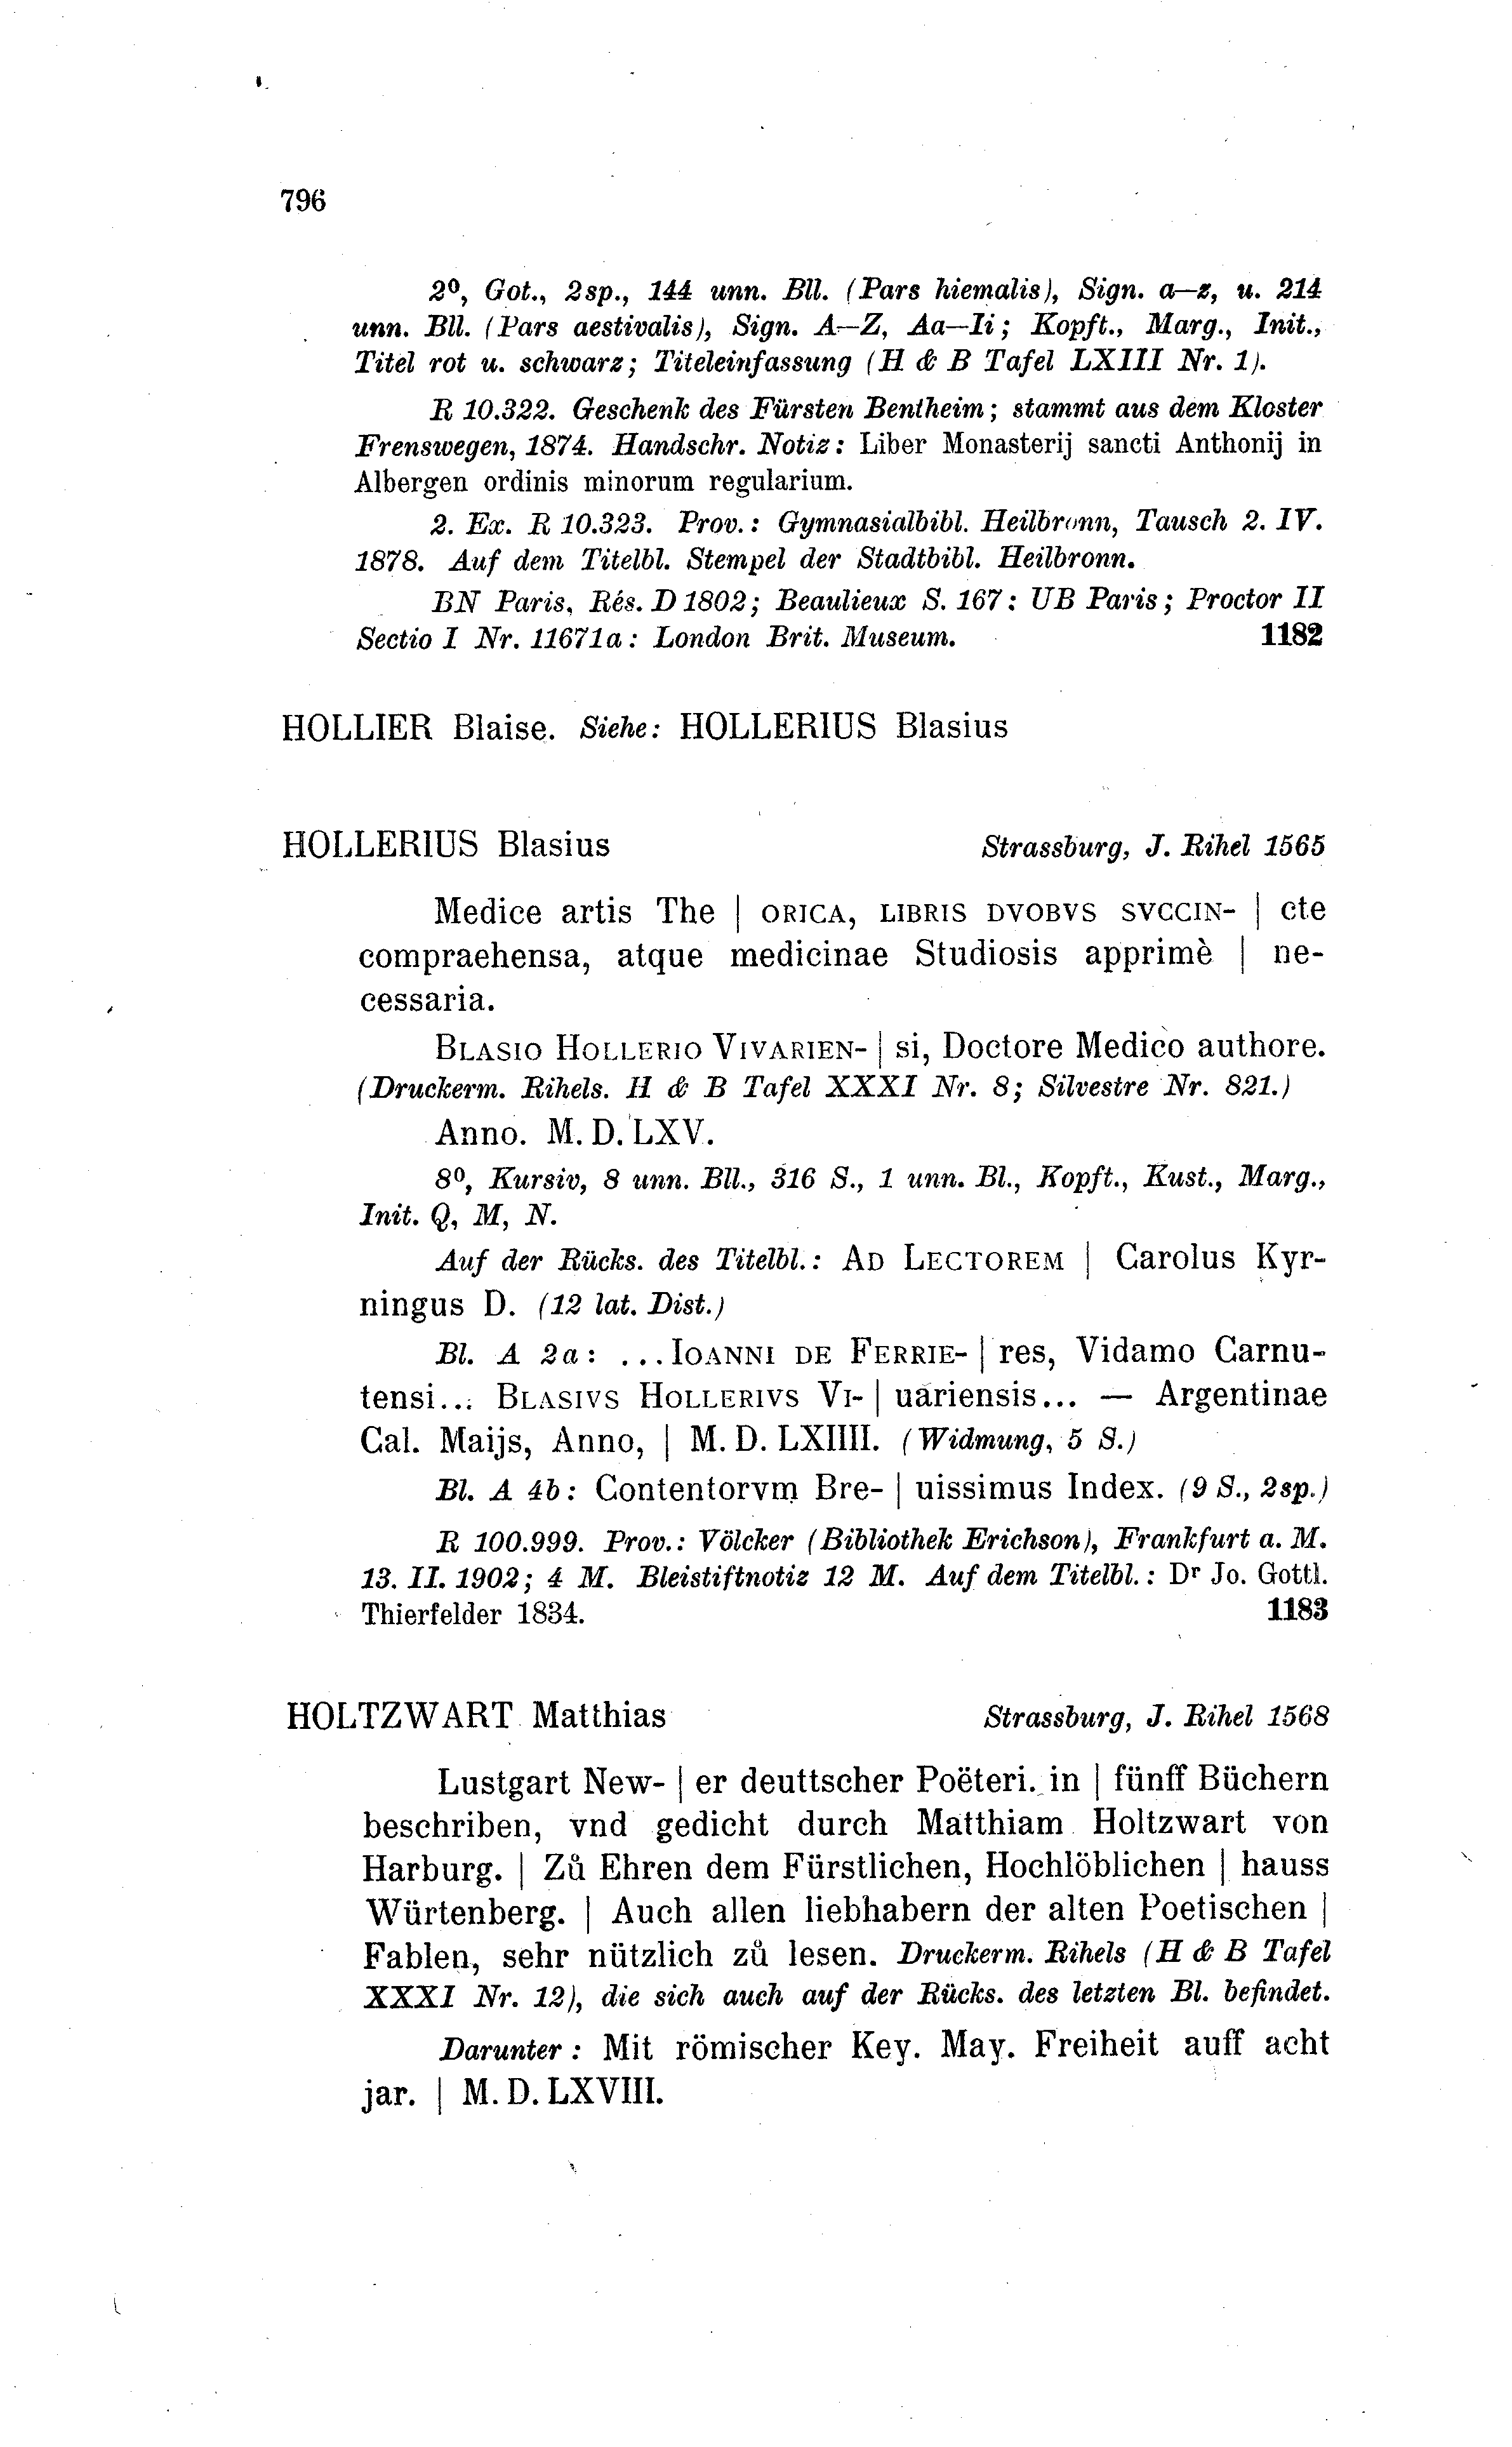 796
2º, Got., 2sp., 144 unn. Bll. (Pars hiemalis), Sign. a—z, u. 214
unn. Bll. (Pars aestivalis), Sign. A—Z, Aa—Ii; Kopft., Marg., Init.,
Titel rot u. schwarz; Titeleinfassung (H & B Tafel LXIII Nr. 1).
R 10.322. Geschenk des Fürsten Bentheim; stammt aus dem Kloster
Frenswegen, 1874. Handschr. Notiz: Liber Monasterij sancti Anthonij in
Albergen ordinis minorum regularium.
2. Ex. R 10.323. Prov.: Gymnasialbibl. Heilbronn, Tausch 2. IV.
1878. Auf dem Titelbl. Stempel der Stadtbibl. Heilbronn.
BN Paris, Rés. D 1802; Beaulieux S. 167: UB Paris; Proctor II
Sectio I Nr. 11671a: London Brit. Museum. 1182
HOLLIER Blaise. Siehe: HOLLERIUS Blasius
HOLLERIUS Blasius Strassburg, J. Rihel 1565
Medice artis The | ORICA, LIBRIS DVOBVS SVCCIN- | cte
compraehensa, atque medicinae Studiosis apprimè | ne-
cessaria.
BLASIO HOLLERIO VIVARIEN- | si, Doctore Medico authore.
(Druckerm. Rihels. H & B Tafel XXXI Nr. 8; Silvestre Nr. 821.)
Anno. M. D. LXV.
8º, Kursiv, 8 unn. Bll., 316 S., 1 unn. Bl., Kopft., Kust., Marg.,
Init. Q, M, N.
Auf der Rücks. des Titelbl.: AD LECTOREM | Carolus Kyr-
ningus D. (12 lat. Dist.)
Bl. A 2a: ...IOANNI DE FERRIE- | res, Vidamo Carnu-
tensi... BLASIVS HOLLERIVS VI- | uariensis... — Argentinae
Cal. Maijs, Anno, | M. D. LXIIII. (Widmung, 5 S.)
Bl. A 4b: Contentorvm Bre- | uissimus Index. (9 S., 2sp.)
R 100.999. Prov.: Völcker (Bibliothek Erichson), Frankfurt a. M.
13. II. 1902; 4 M. Bleistiftnotiz 12 M. Auf dem Titelbl.: Dr Jo. Gottl.
Thierfelder 1834. 1183
HOLTZWART Matthias Strassburg, J. Rihel 1568
Lustgart New- | er deuttscher Poëteri. in | fünff Büchern
beschriben, vnd gedicht durch Matthiam Holtzwart von
Harburg. | Zů Ehren dem Fürstlichen, Hochlöblichen | hauss
Würtenberg. | Auch allen liebhabern der alten Poetischen |
Fablen, sehr nützlich zů lesen. Druckerm. Rihels (H & B Tafel
XXXI Nr. 12), die sich auch auf der Rücks. des letzten Bl. befindet.
Darunter: Mit römischer Key. May. Freiheit auff acht
jar. | M. D. LXVIII.